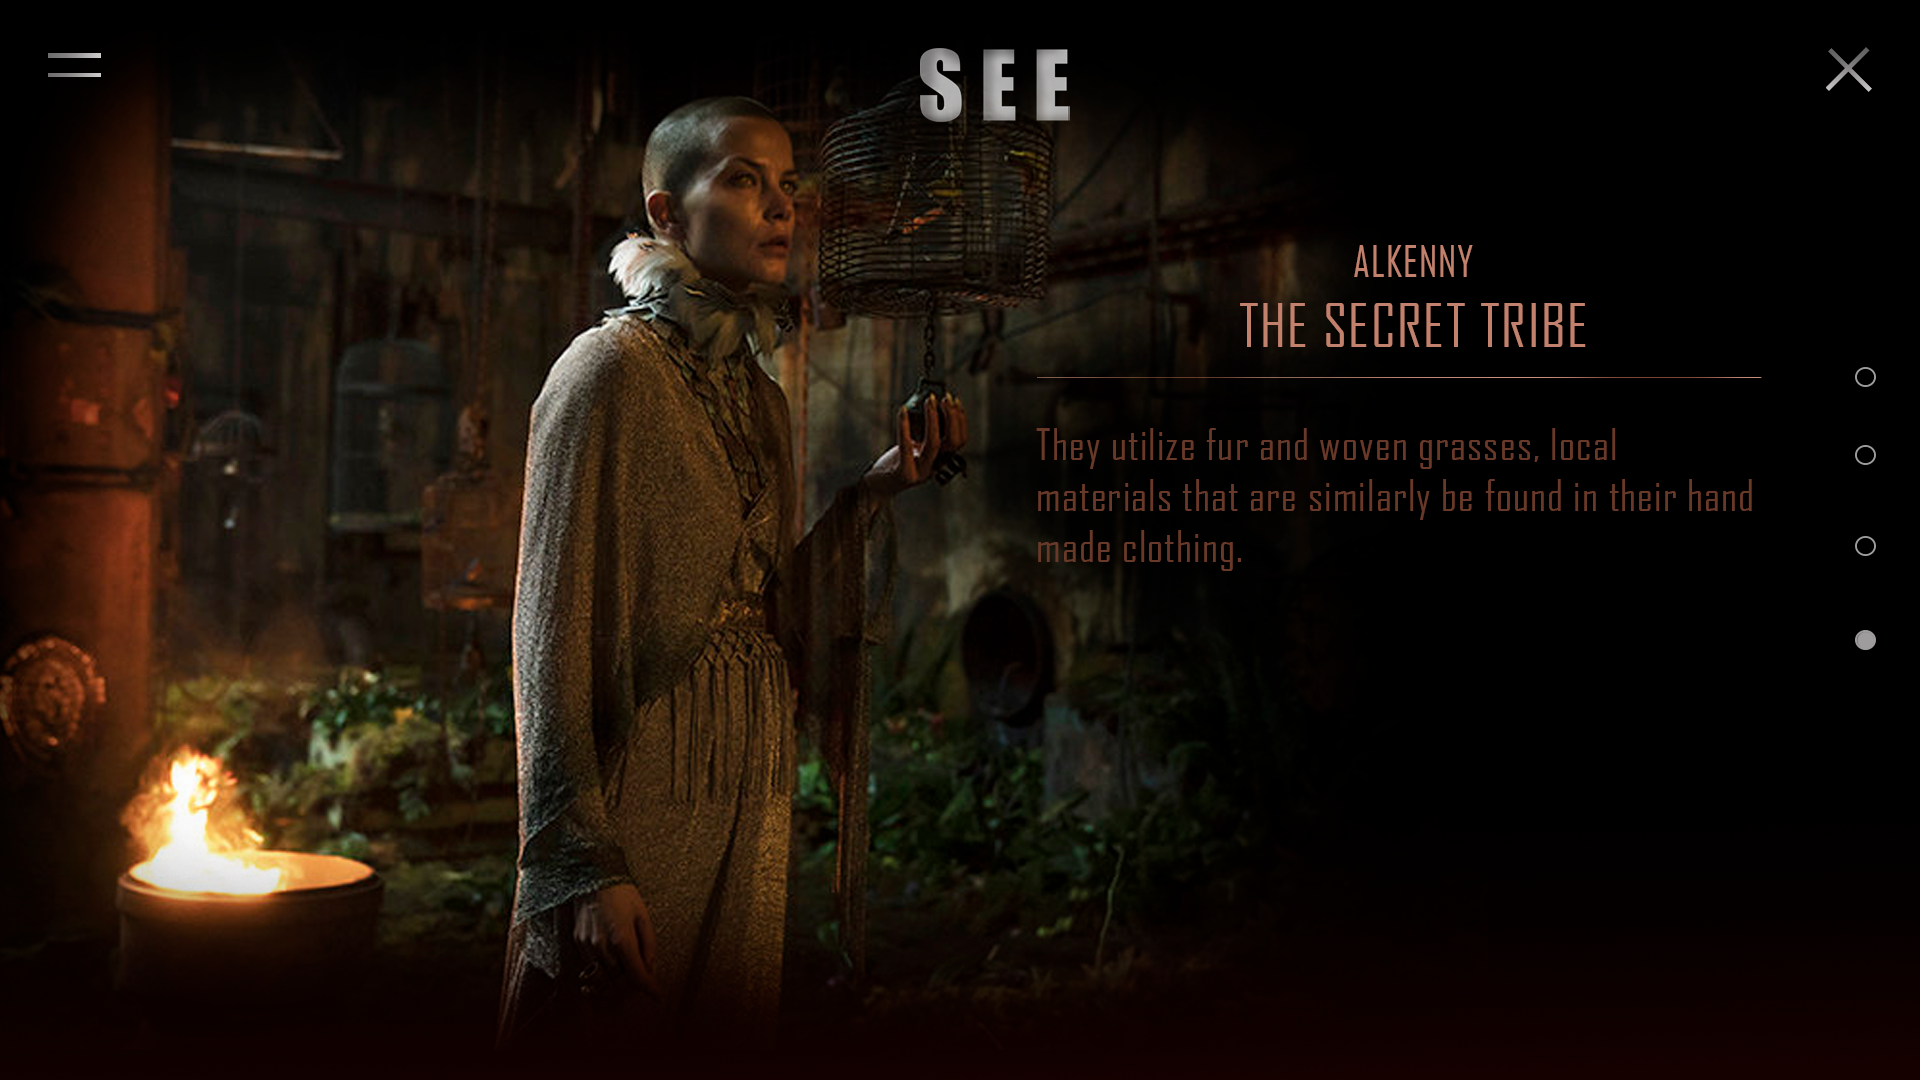 SEE
ALKENNY
THE SECRET TRIBE
They utilize fur and woven grasses, local
materials that are similarly be found in their hand
made clothing.